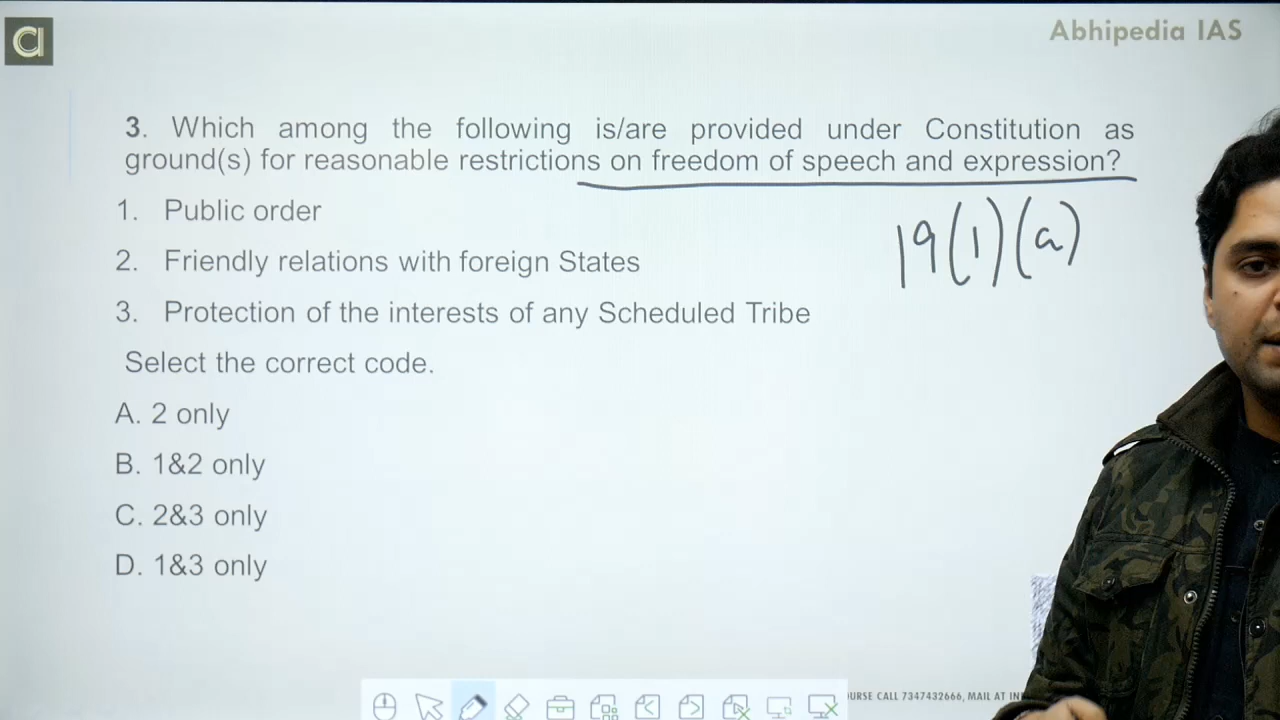 Abhipedia IAS
3. Which among the following is/are provided under Constitution as
ground(s) for reasonable restrictions on freedom of speech and expression?
19(1)(a)
1. Public order
2. Friendly relations with foreign States
3. Protection of the interests of any Scheduled Tribe
Select the correct code.
A. 2 only
B. 1&2 only
C. 2&3 only
D. 1&3 only
CALL 7347432666, MAIL AT